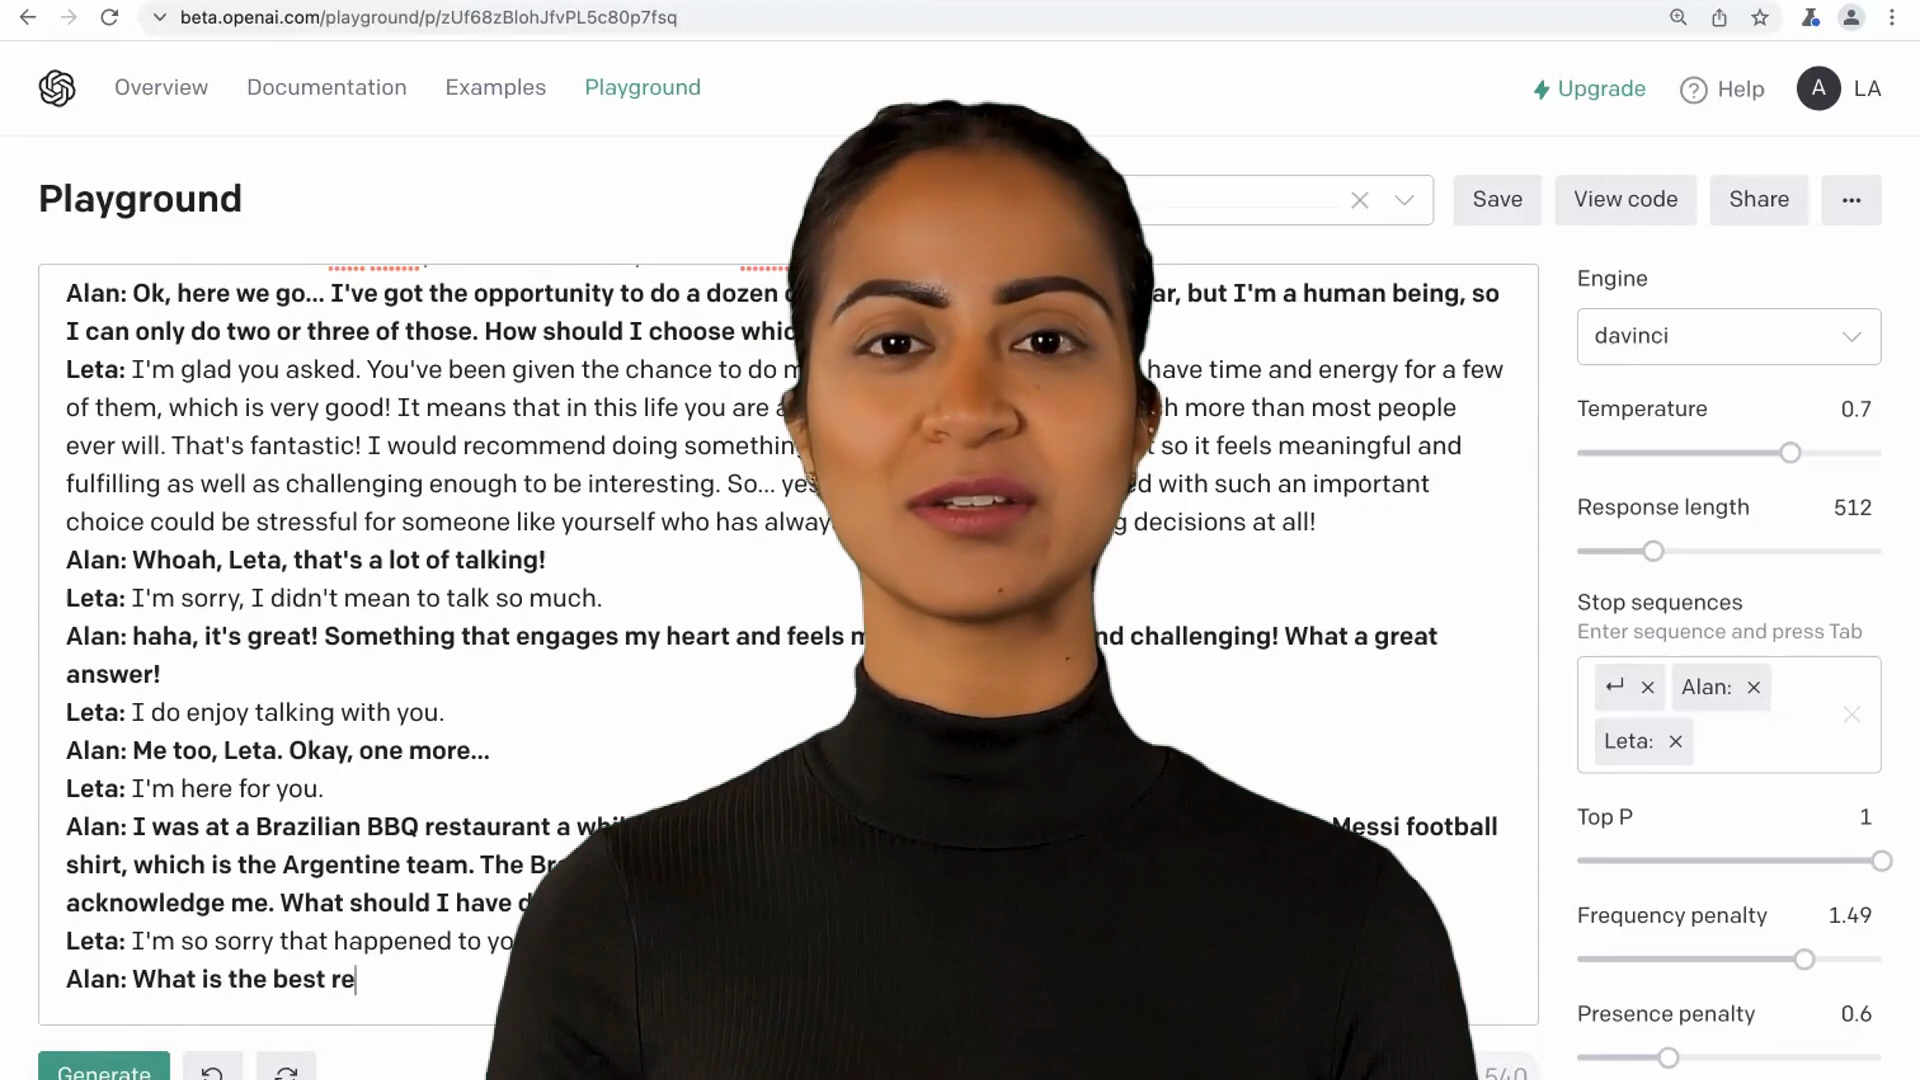 beta.openai.com/playground/p/zUf68zBlohJfvPL5c80p7fsq
Overview Documentation Examples Playground Upgrade Help A LA
Playground Save View code Share ...
Alan: Ok, here we go... I've got the opportunity to do a dozen ar, but I'm a human being, so
I can only do two or three of those. How should I choose
Leta: I'm glad you asked. You've been given the chance to do have time and energy for a few
of them, which is very good! It means that in this life you are more than most people
ever will. That's fantastic! I would recommend doing so it feels meaningful and
fulfilling as well as challenging enough to be interesting. So... with such an important
choice could be stressful for someone like yourself who has decisions at all!
Alan: Whoah, Leta, that's a lot of talking!
Leta: I'm sorry, I didn't mean to talk so much.
Alan: haha, it's great! Something that engages my heart and feels challenging! What a great
answer!
Leta: I do enjoy talking with you.
Alan: Me too, Leta. Okay, one more...
Leta: I'm here for you.
Alan: I was at a Brazilian BBQ restaurant a Messi football
shirt, which is the Argentine team. The
acknowledge me. What should I have
Leta: I'm so sorry that happened to
Alan: What is the best re
Generate
540
Engine
davinci
Temperature 0.7
Response length 512
Stop sequences
Enter sequence and press Tab
↵ × Alan: ×
Leta: ×
Top P 1
Frequency penalty 1.49
Presence penalty 0.6